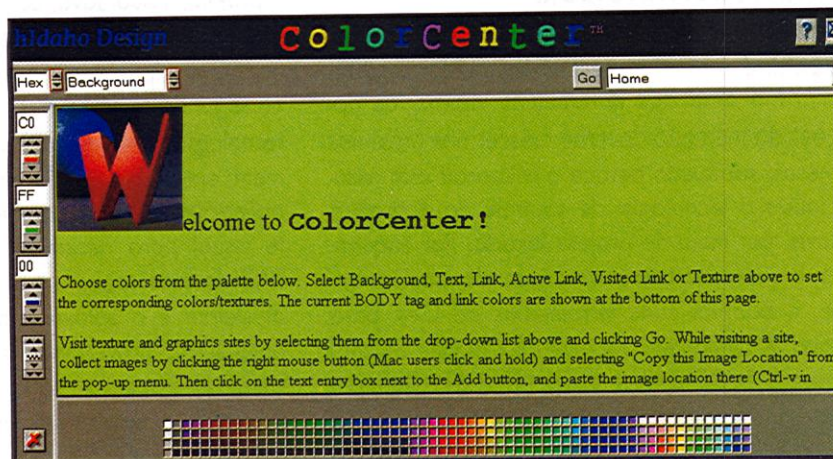 hIdaho Design ColorCenter™ ?
Hex Background Go Home
C0
FF
00
Welcome to ColorCenter!
Choose colors from the palette below. Select Background, Text, Link, Active Link, Visited Link or Texture above to set
the corresponding colors/textures. The current BODY tag and link colors are shown at the bottom of this page.
Visit texture and graphics sites by selecting them from the drop-down list above and clicking Go. While visiting a site,
collect images by clicking the right mouse button (Mac users click and hold) and selecting "Copy this Image Location" from
the pop-up menu. Then click on the text entry box next to the Add button, and paste the image location there (Ctrl-v in